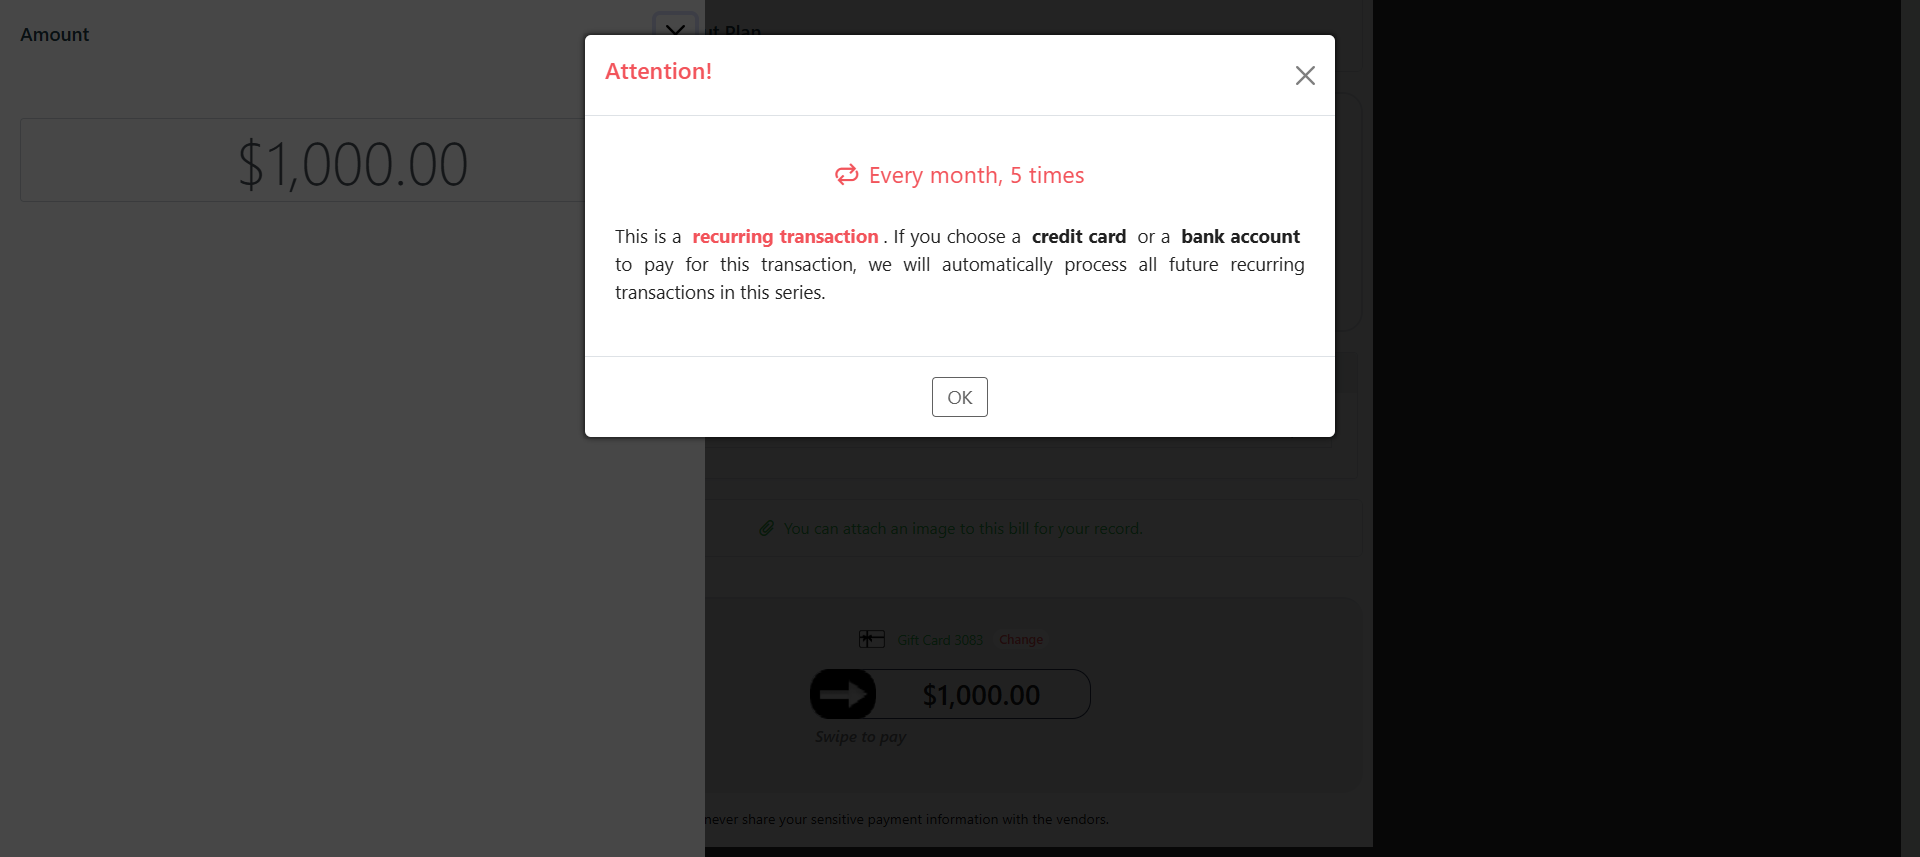 Amount
ut Plan
$1,000.00
Attention!
Every month, 5 times
This is a recurring transaction . If you choose a credit card or a bank account
to pay for this transaction, we will automatically process all future recurring
transactions in this series.
OK
You can attach an image to this bill for your record.
Gift Card 3083 Change
$1,000.00
Swipe to pay
never share your sensitive payment information with the vendors.